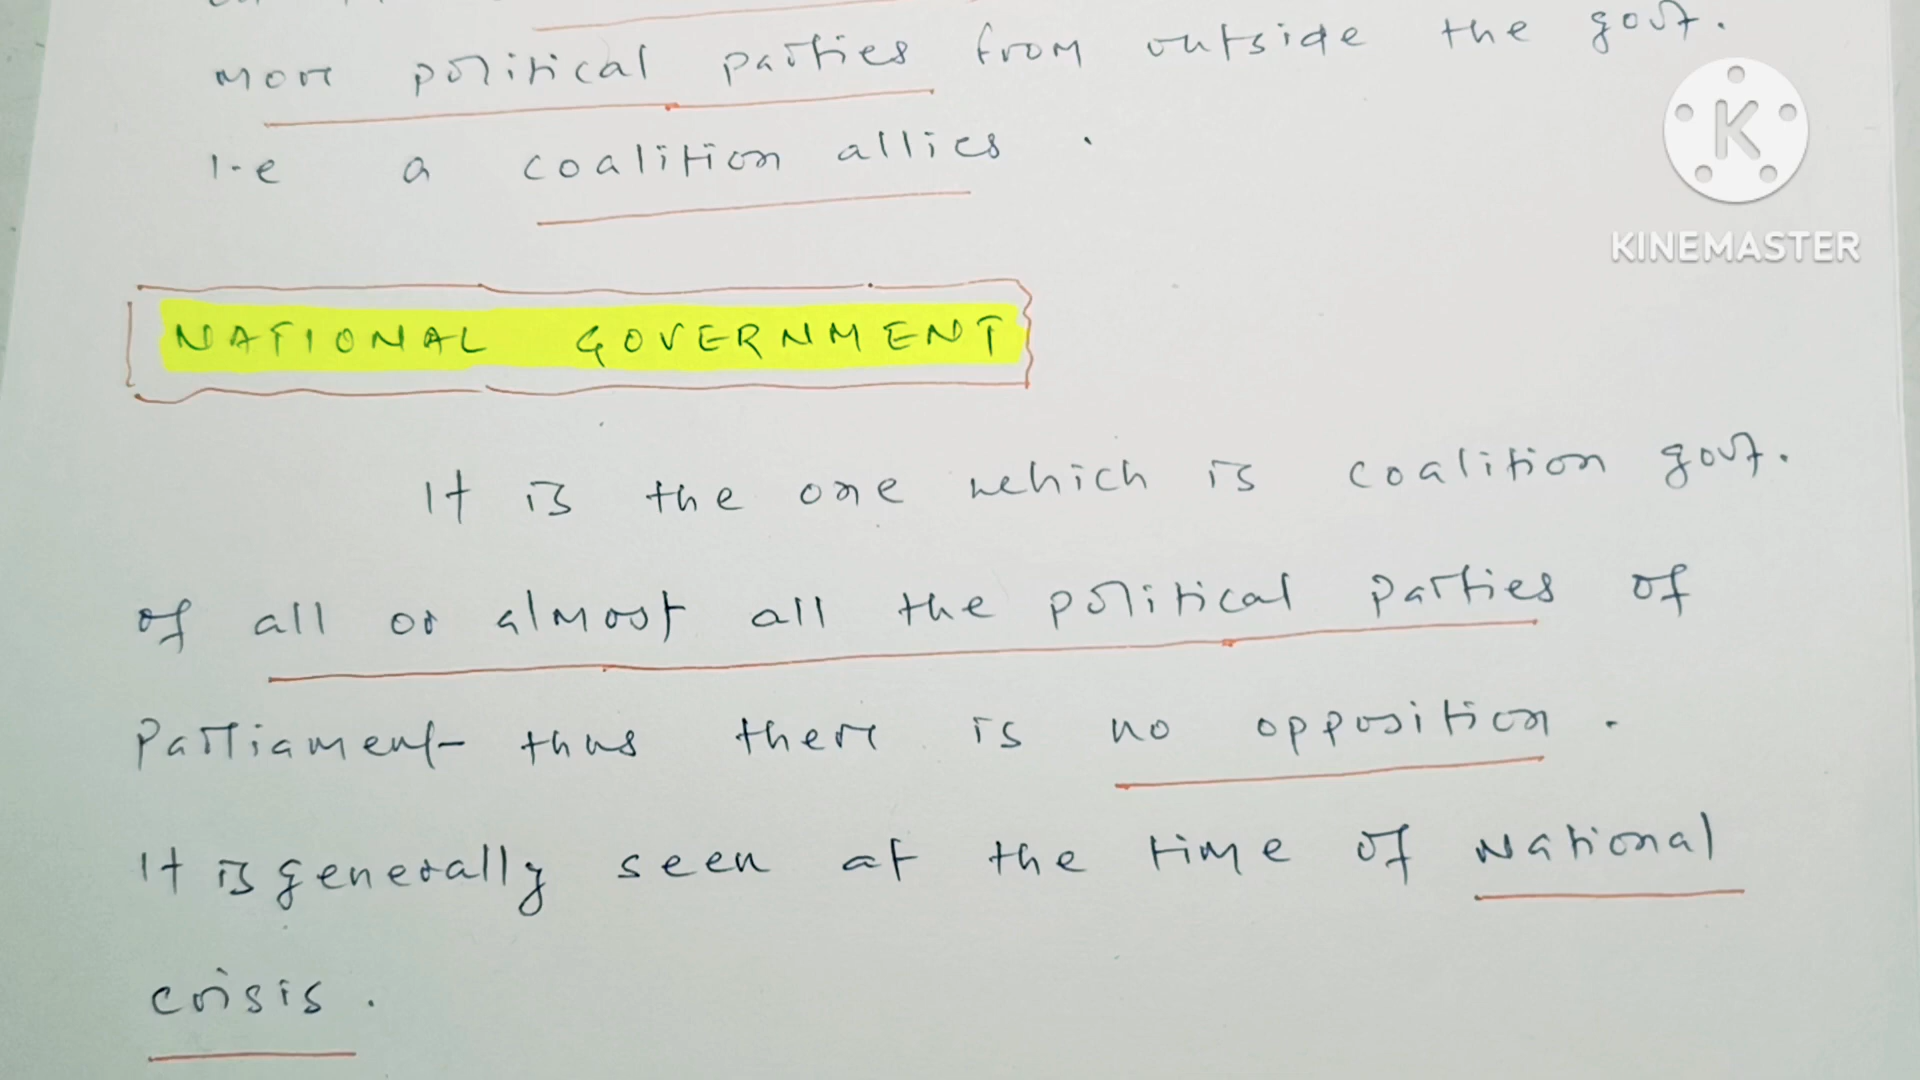 more political parties from outside the govt.
i-e a coalition allies.
K
KINEMASTER
NATIONAL GOVERNMENT
It is the one which is coalition govt.
of all or almost all the political parties of
Parliament thus there is no opposition.
It is generally seen at the time of National
crisis.